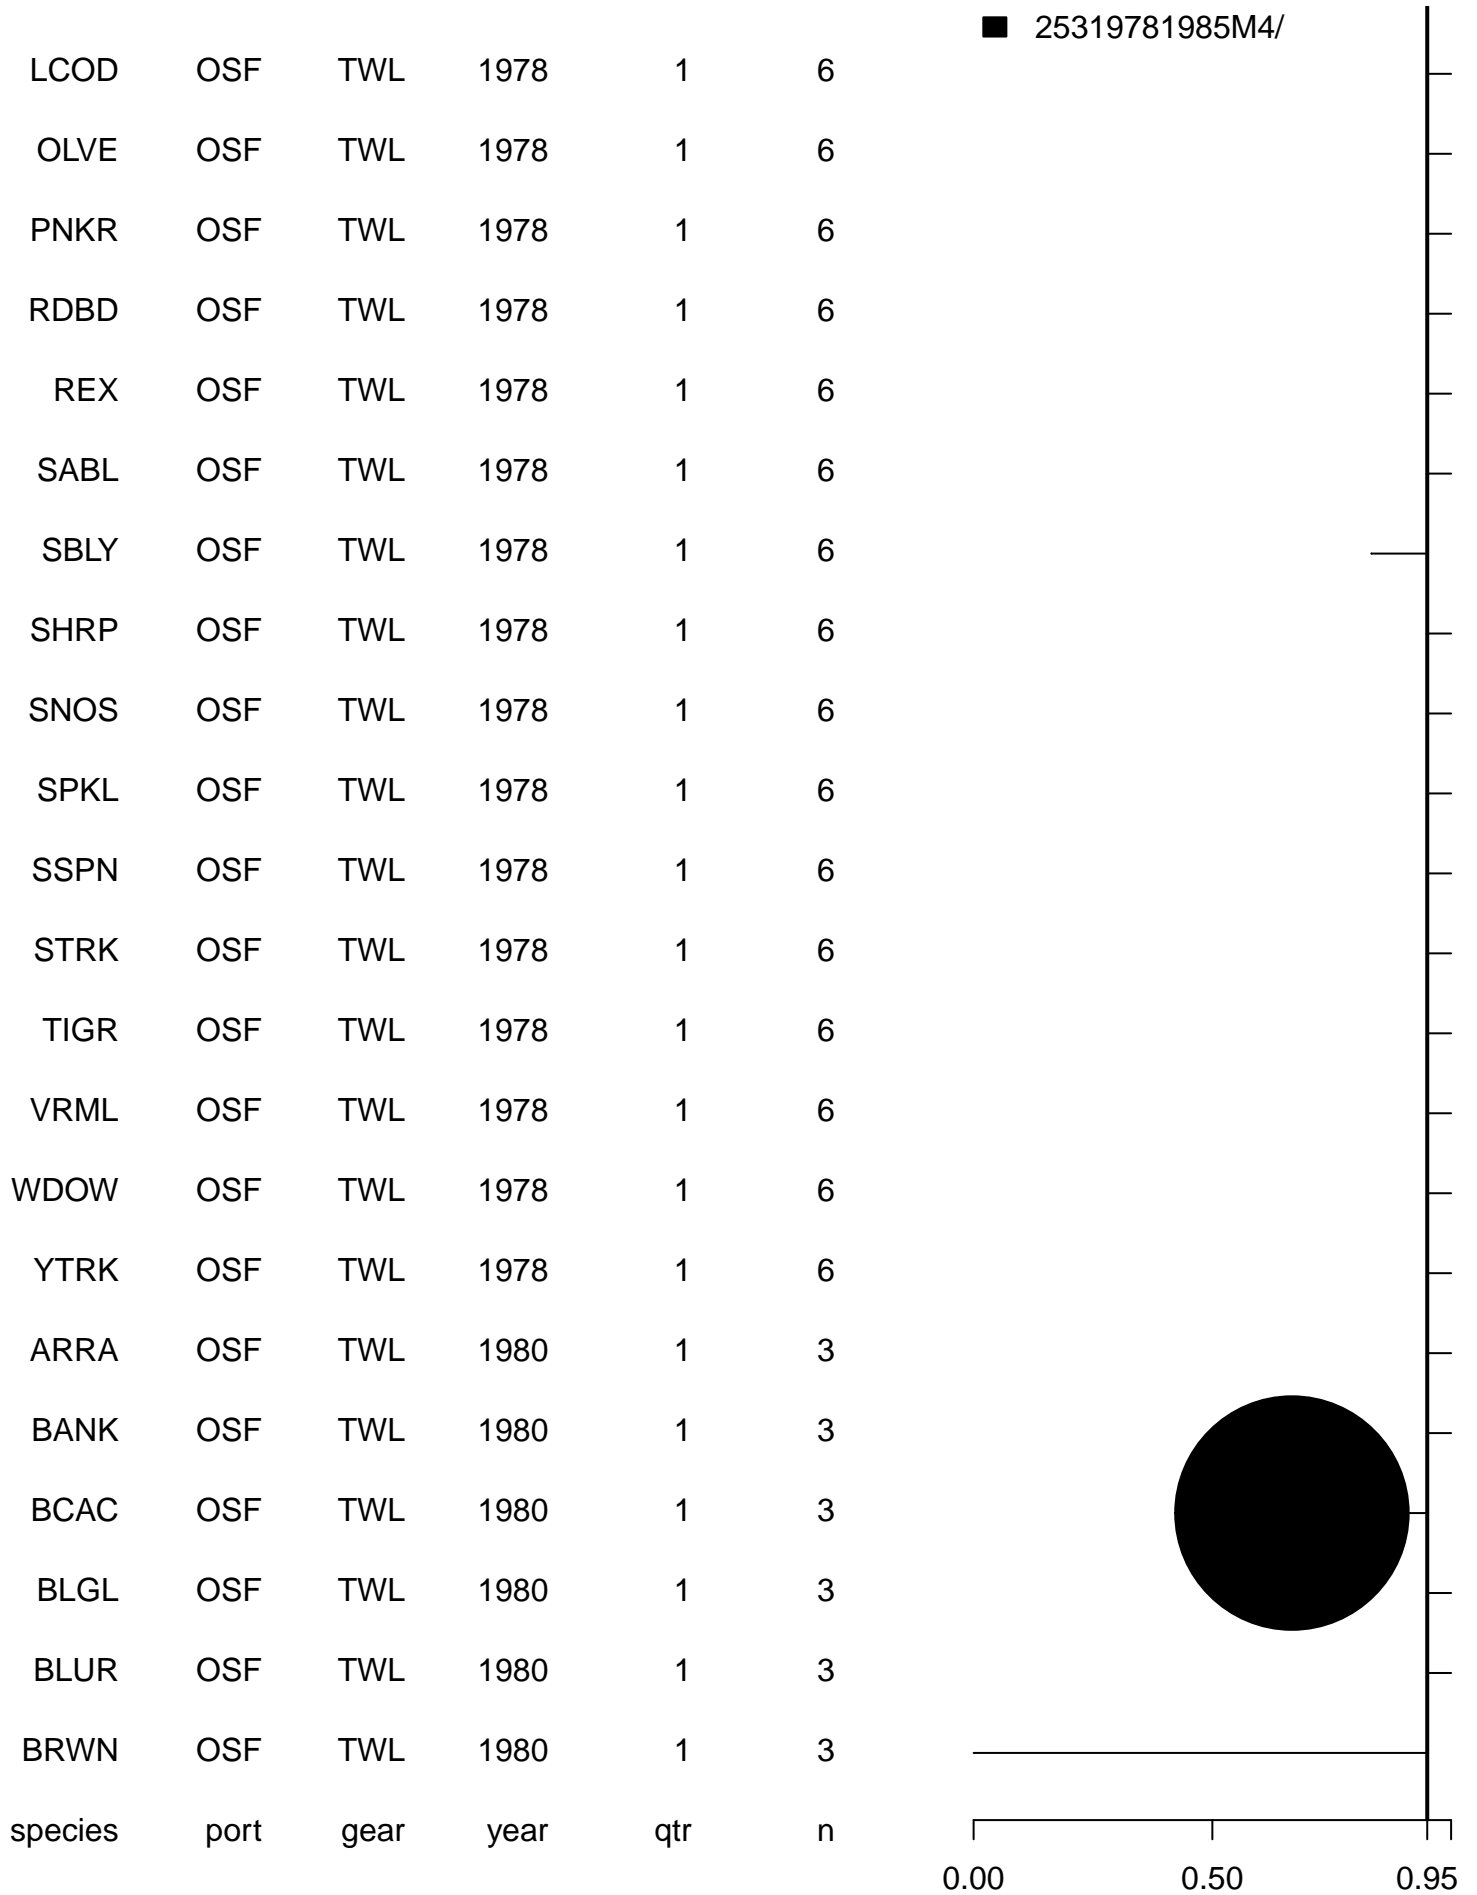 25319781985M4/
LCOD OSF TWL 1978 1 6
OLVE OSF TWL 1978 1 6
PNKR OSF TWL 1978 1 6
RDBD OSF TWL 1978 1 6
REX OSF TWL 1978 1 6
SABL OSF TWL 1978 1 6
SBLY OSF TWL 1978 1 6
SHRP OSF TWL 1978 1 6
SNOS OSF TWL 1978 1 6
SPKL OSF TWL 1978 1 6
SSPN OSF TWL 1978 1 6
STRK OSF TWL 1978 1 6
TIGR OSF TWL 1978 1 6
VRML OSF TWL 1978 1 6
WDOW OSF TWL 1978 1 6
YTRK OSF TWL 1978 1 6
ARRA OSF TWL 1980 1 3
BANK OSF TWL 1980 1 3
BCAC OSF TWL 1980 1 3
BLGL OSF TWL 1980 1 3
BLUR OSF TWL 1980 1 3
BRWN OSF TWL 1980 1 3
species port gear year qtr n
0.00 0.50 0.95